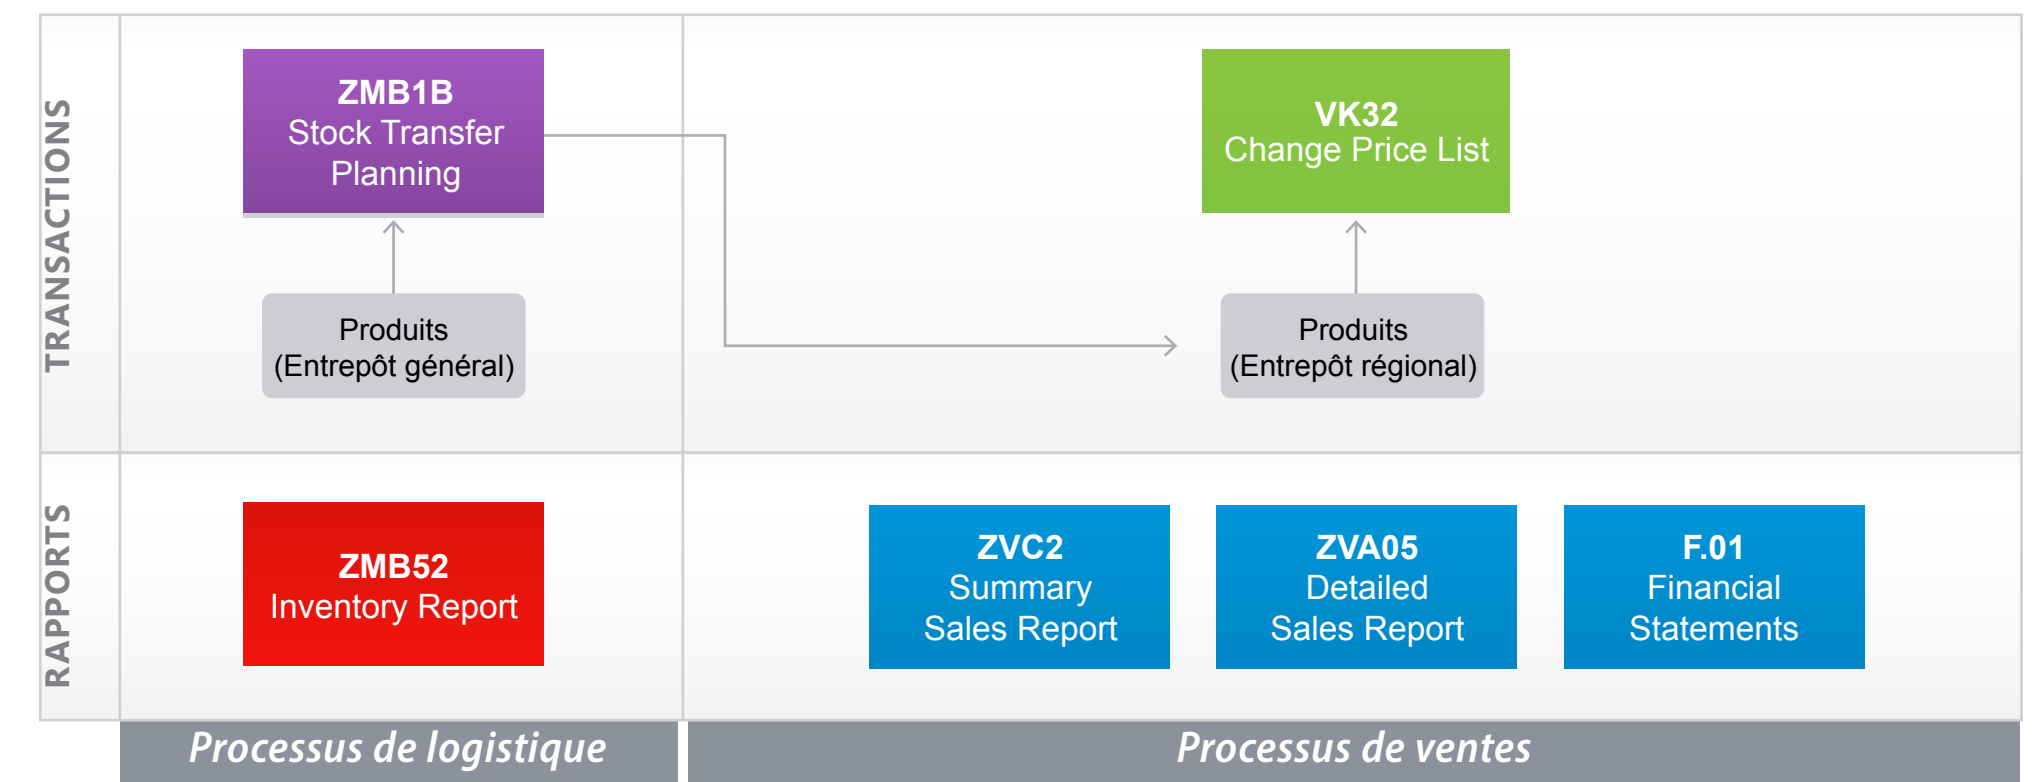 TRANSACTIONS
ZMB1B
Stock Transfer
Planning
Produits
(Entrepôt général)
VK32
Change Price List
Produits
(Entrepôt régional)
RAPPORTS
ZMB52
Inventory Report
ZVC2
Summary
Sales Report
ZVA05
Detailed
Sales Report
F.01
Financial
Statements
Processus de logistique
Processus de ventes